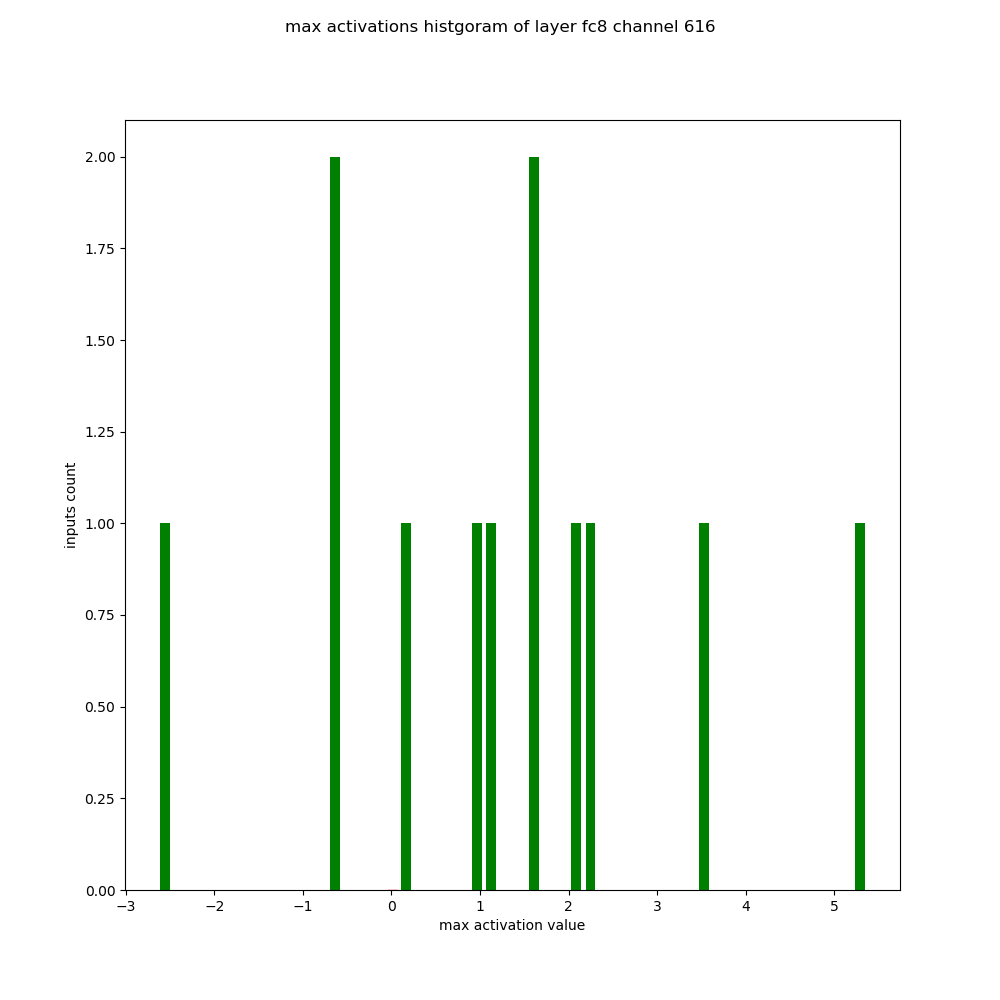 max activations histgoram of layer fc8 channel 616
2.00
1.75
1.50
1.25
1.00
0.75
0.50
0.25
0.00
inputs count
−3 −2 −1 0 1 2 3 4 5
max activation value